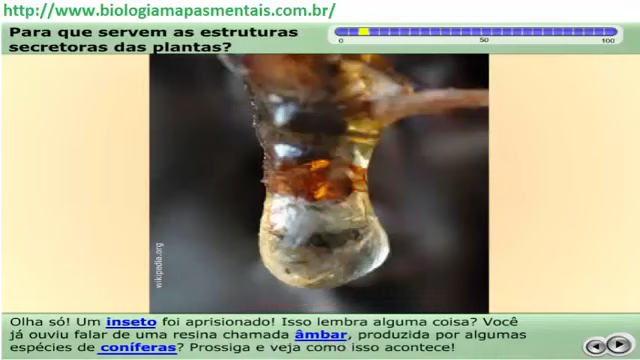 http://www.biologiamapasmentais.com.br/
Para que servem as estruturas
secretoras das plantas?
0 50 100
wikipadia.org
Olha só! Um inseto foi aprisionado! Isso lembra alguma coisa? Você
já ouviu falar de uma resina chamada âmbar, produzida por algumas
espécies de coníferas? Prossiga e veja como isso acontece!